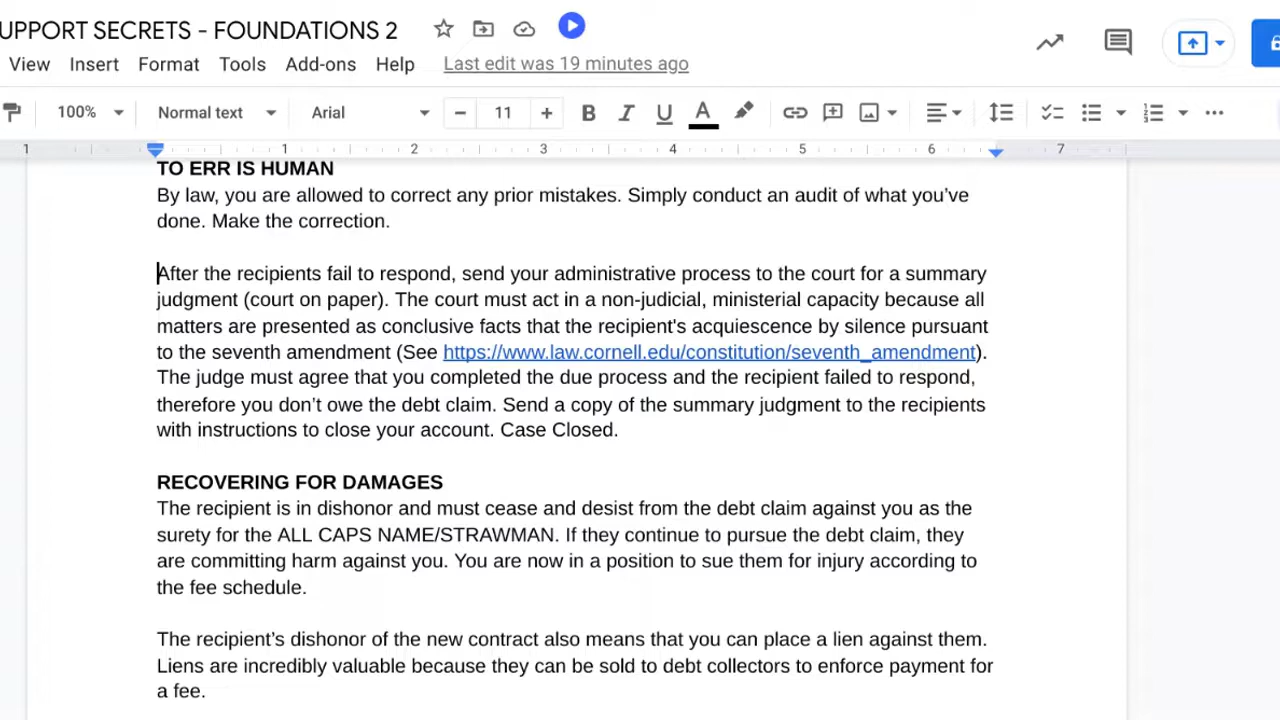 UPPORT SECRETS - FOUNDATIONS 2
View Insert Format Tools Add-ons Help Last edit was 19 minutes ago
100% Normal text Arial - 11 + B I U A
1 1 2 3 4 5 6 7
TO ERR IS HUMAN
By law, you are allowed to correct any prior mistakes. Simply conduct an audit of what you’ve
done. Make the correction.
After the recipients fail to respond, send your administrative process to the court for a summary
judgment (court on paper). The court must act in a non-judicial, ministerial capacity because all
matters are presented as conclusive facts that the recipient's acquiescence by silence pursuant
to the seventh amendment (See https://www.law.cornell.edu/constitution/seventh_amendment).
The judge must agree that you completed the due process and the recipient failed to respond,
therefore you don’t owe the debt claim. Send a copy of the summary judgment to the recipients
with instructions to close your account. Case Closed.
RECOVERING FOR DAMAGES
The recipient is in dishonor and must cease and desist from the debt claim against you as the
surety for the ALL CAPS NAME/STRAWMAN. If they continue to pursue the debt claim, they
are committing harm against you. You are now in a position to sue them for injury according to
the fee schedule.
The recipient’s dishonor of the new contract also means that you can place a lien against them.
Liens are incredibly valuable because they can be sold to debt collectors to enforce payment for
a fee.